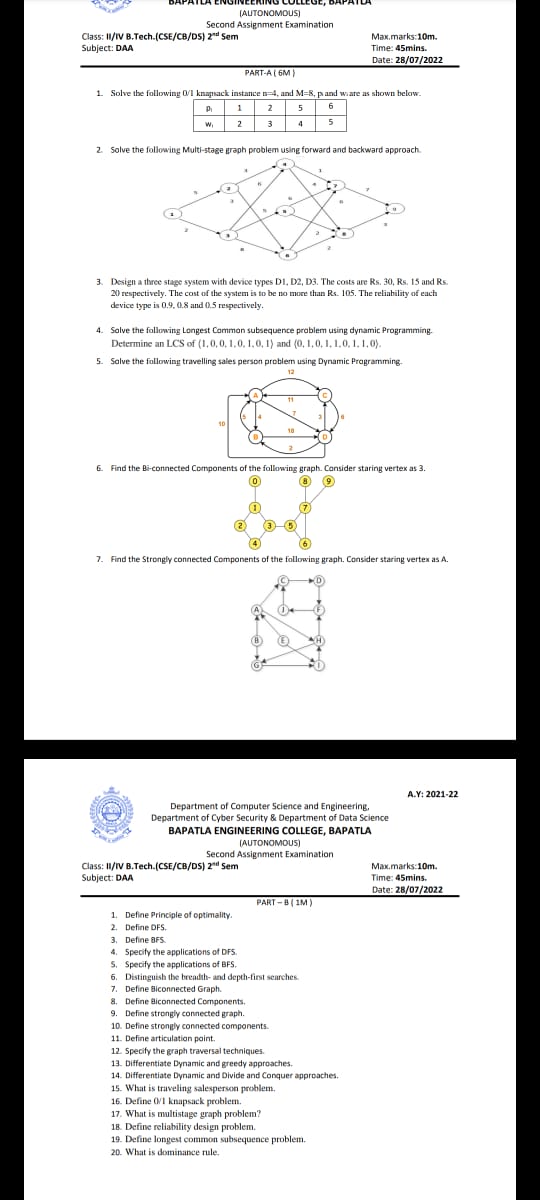 BAPATLA ENGINEERING COLLEGE, BAPATLA
(AUTONOMOUS)
Second Assignment Examination
Class: II/IV B.Tech.(CSE/CB/DS) 2nd Sem
Max.marks:10m.
Subject: DAA
Time: 45mins.
Date: 28/07/2022
PART-A ( 6M )
1. Solve the following 0/1 knapsack instance n=4, and M=8, pi and wi are as shown below.
Pi 1 2 5 6
Wi 2 3 4 5
2. Solve the following Multi-stage graph problem using forward and backward approach.
3. Design a three stage system with device types D1, D2, D3. The costs are Rs. 30, Rs. 15 and Rs.
20 respectively. The cost of the system is to be no more than Rs. 105. The reliability of each
device type is 0.9, 0.8 and 0.5 respectively.
4. Solve the following Longest Common subsequence problem using dynamic Programming.
Determine an LCS of (1, 0, 0, 1, 0, 1, 0, 1) and (0, 1, 0, 1, 1, 0, 1, 1, 0).
5. Solve the following travelling sales person problem using Dynamic Programming.
12
A
11
C
5 4
7
3
6
10
18
B
D
2
6. Find the Bi-connected Components of the following graph. Consider staring vertex as 3.
0 8 9
1 7
2 3 5
4 6
7. Find the Strongly connected Components of the following graph. Consider staring vertex as A.
C D
A J F
B E H
G I
A.Y: 2021-22
Department of Computer Science and Engineering,
Department of Cyber Security & Department of Data Science
BAPATLA ENGINEERING COLLEGE, BAPATLA
(AUTONOMOUS)
Second Assignment Examination
Class: II/IV B.Tech.(CSE/CB/DS) 2nd Sem
Max.marks:10m.
Subject: DAA
Time: 45mins.
Date: 28/07/2022
PART – B ( 1M )
1. Define Principle of optimality.
2. Define DFS.
3. Define BFS.
4. Specify the applications of DFS.
5. Specify the applications of BFS.
6. Distinguish the breadth- and depth-first searches.
7. Define Biconnected Graph.
8. Define Biconnected Components.
9. Define strongly connected graph.
10. Define strongly connected components.
11. Define articulation point.
12. Specify the graph traversal techniques.
13. Differentiate Dynamic and greedy approaches.
14. Differentiate Dynamic and Divide and Conquer approaches.
15. What is traveling salesperson problem.
16. Define 0/1 knapsack problem.
17. What is multistage graph problem?
18. Define reliability design problem.
19. Define longest common subsequence problem.
20. What is dominance rule.